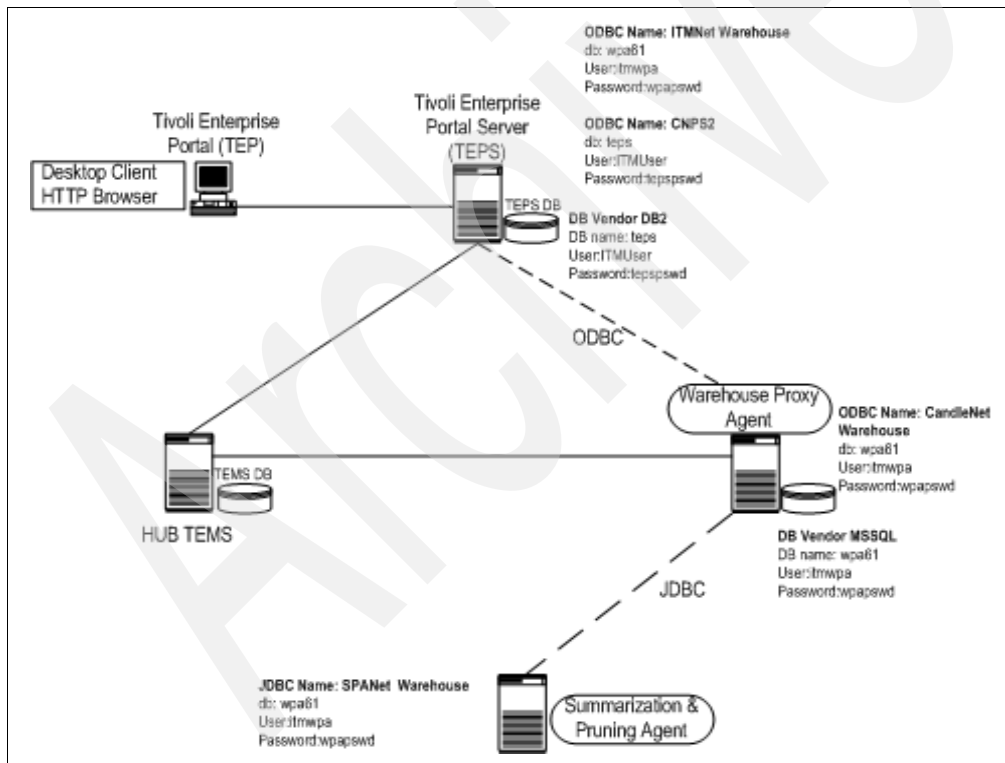 ODBC Name: ITMNet Warehouse
db: wpa61
User:itmwpa
Password:wpapswd
Tivoli Enterprise
Portal Server
(TEPS)
Tivoli Enterprise
Portal (TEP)
ODBC Name: CNPS2
db: teps
User:ITMUser
Password:tepspswd
Desktop Client
HTTP Browser
TEPS DB
DB Vendor DB2
DB name: teps
User:ITMUser
Password:tepspswd
ODBC
Warehouse Proxy
Agent
ODBC Name: CandleNet
Warehouse
db: wpa61
User:itmwpa
Password:wpapswd
TEMS DB
HUB TEMS
DB Vendor MSSQL
DB name: wpa61
User:itmwpa
Password:wpapswd
JDBC
JDBC Name: SPANet Warehouse
db: wpa61
User:itmwpa
Password:wpapswd
Summarization &
Pruning Agent
Archive